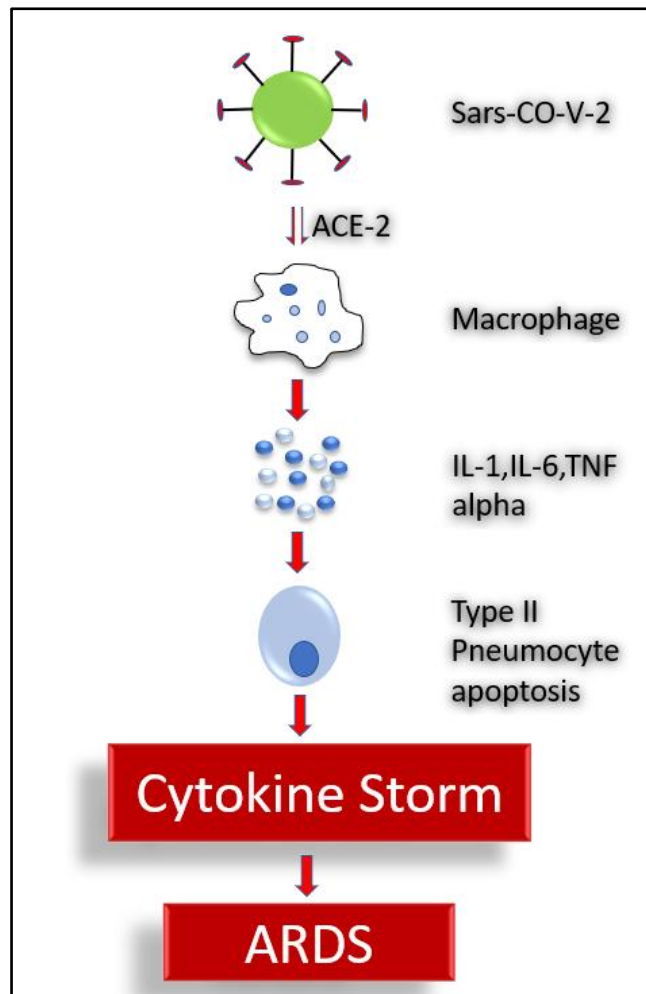 Sars-CO-V-2
ACE-2
Macrophage
IL-1,IL-6,TNF
alpha
Type II
Pneumocyte
apoptosis
Cytokine Storm
ARDS